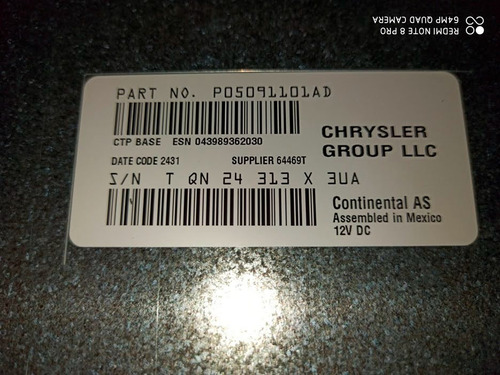 PART NO. P05091101AD
CTP BASE ESN 043989362030
CHRYSLER
GROUP LLC
DATE CODE 2431 SUPPLIER 64469T
S/N T QN 24 313 X 3UA
Continental AS
Assembled in Mexico
12V DC
REDMI NOTE 8 PRO
64MP QUAD CAMERA